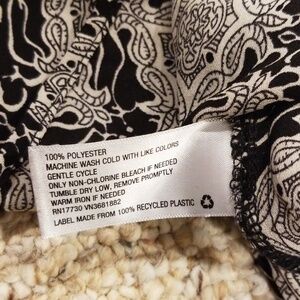 100% POLYESTER
MACHINE WASH COLD WITH LIKE COLORS
GENTLE CYCLE
ONLY NON-CHLORINE BLEACH IF NEEDED
TUMBLE DRY LOW. REMOVE PROMPTLY
WARM IRON IF NEEDED
RN17730 VN3681882
LABEL MADE FROM 100% RECYCLED PLASTIC